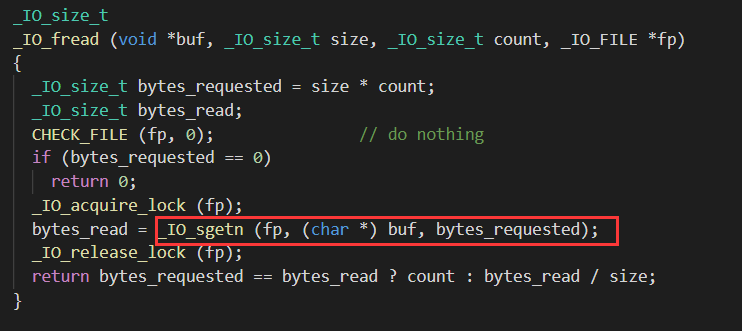 _IO_size_t
_IO_fread (void *buf, _IO_size_t size, _IO_size_t count, _IO_FILE *fp)
{
  _IO_size_t bytes_requested = size * count;
  _IO_size_t bytes_read;
  CHECK_FILE (fp, 0);              // do nothing
  if (bytes_requested == 0)
    return 0;
  _IO_acquire_lock (fp);
  bytes_read = _IO_sgetn (fp, (char *) buf, bytes_requested);
  _IO_release_lock (fp);
  return bytes_requested == bytes_read ? count : bytes_read / size;
}